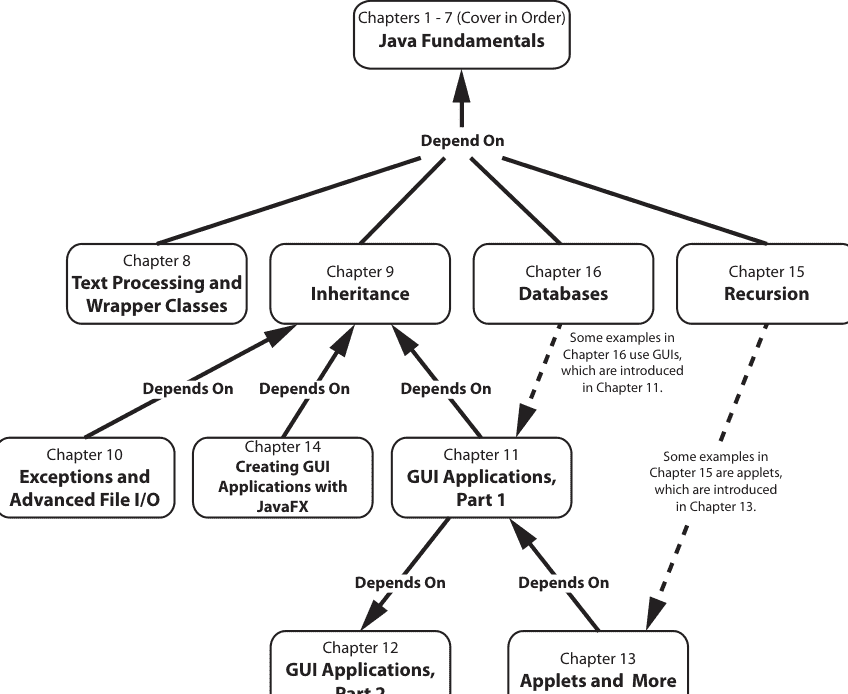 Chapters 1 - 7 (Cover in Order)
Java Fundamentals
Depend On
Chapter 8
Text Processing and
Wrapper Classes
Chapter 9
Inheritance
Chapter 16
Databases
Chapter 15
Recursion
Some examples in
Chapter 16 use GUIs,
which are introduced
in Chapter 11.
Depends On
Depends On
Depends On
Chapter 10
Exceptions and
Advanced File I/O
Chapter 14
Creating GUI
Applications with
JavaFX
Chapter 11
GUI Applications,
Part 1
Some examples in
Chapter 15 are applets,
which are introduced
in Chapter 13.
Depends On
Depends On
Chapter 12
GUI Applications,
Part 2
Chapter 13
Applets and More